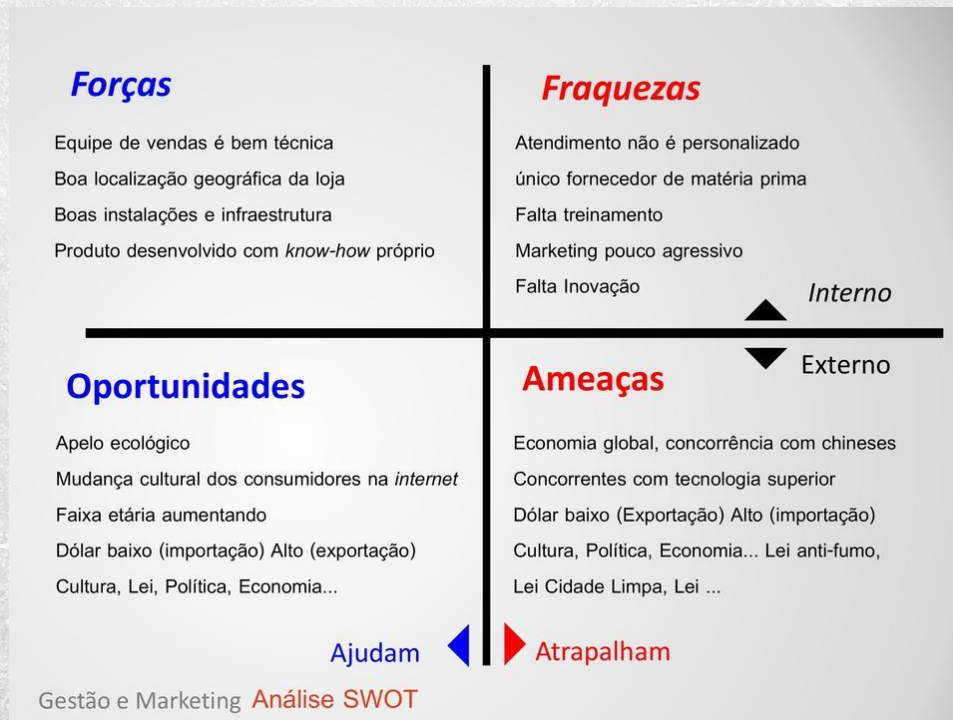 Forças
Equipe de vendas é bem técnica
Boa localização geográfica da loja
Boas instalações e infraestrutura
Produto desenvolvido com know-how próprio
Fraquezas
Atendimento não é personalizado
único fornecedor de matéria prima
Falta treinamento
Marketing pouco agressivo
Falta Inovação
Interno
Externo
Oportunidades
Apelo ecológico
Mudança cultural dos consumidores na internet
Faixa etária aumentando
Dólar baixo (importação) Alto (exportação)
Cultura, Lei, Política, Economia...
Ameaças
Economia global, concorrência com chineses
Concorrentes com tecnologia superior
Dólar baixo (Exportação) Alto (importação)
Cultura, Política, Economia... Lei anti-fumo,
Lei Cidade Limpa, Lei ...
Ajudam
Atrapalham
Gestão e Marketing Análise SWOT